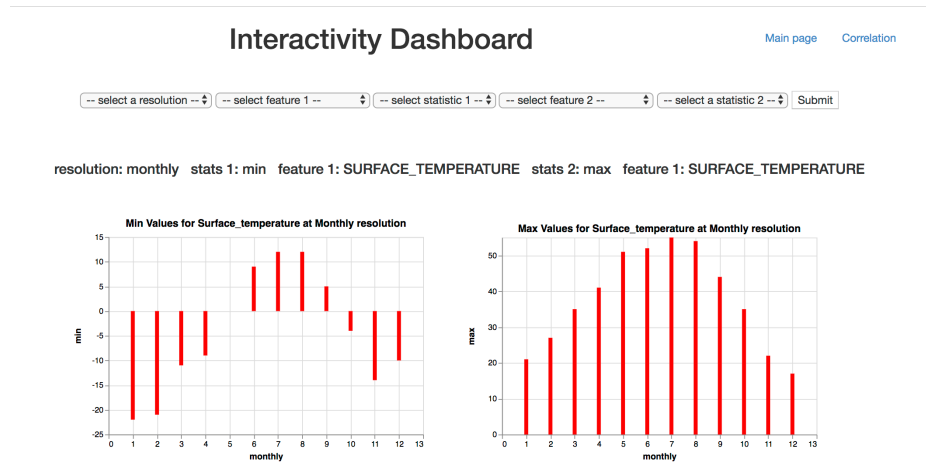 Interactivity Dashboard
Main page Correlation
-- select a resolution -- -- select feature 1 -- -- select statistic 1 -- -- select feature 2 -- -- select a statistic 2 -- Submit
resolution: monthly stats 1: min feature 1: SURFACE_TEMPERATURE stats 2: max feature 1: SURFACE_TEMPERATURE
Min Values for Surface_temperature at Monthly resolution
15
10
5
0
-5
-10
-15
-20
-25
min
0 1 2 3 4 5 6 7 8 9 10 11 12 13
monthly
Max Values for Surface_temperature at Monthly resolution
50
40
30
20
10
0
max
0 1 2 3 4 5 6 7 8 9 10 11 12 13
monthly